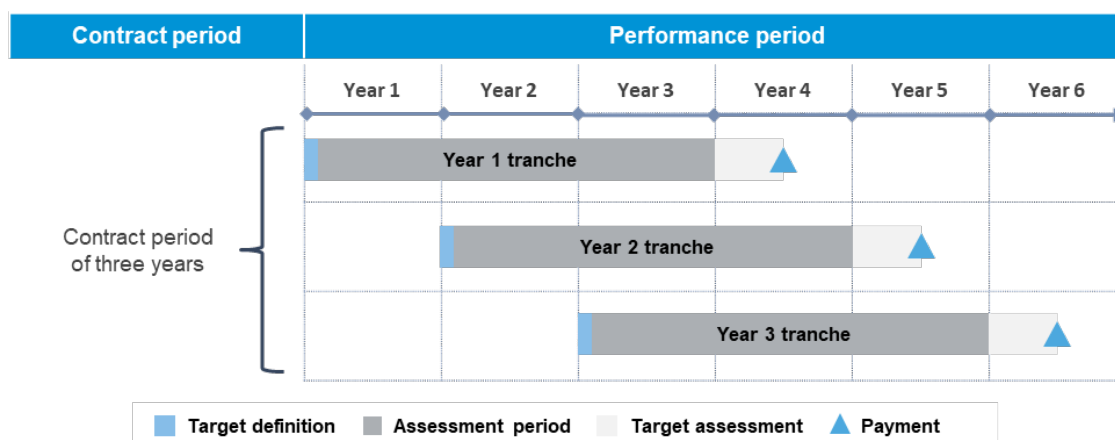 Contract period Performance period
Year 1 Year 2 Year 3 Year 4 Year 5 Year 6
Year 1 tranche
Contract period
of three years
Year 2 tranche
Year 3 tranche
Target definition Assessment period Target assessment Payment